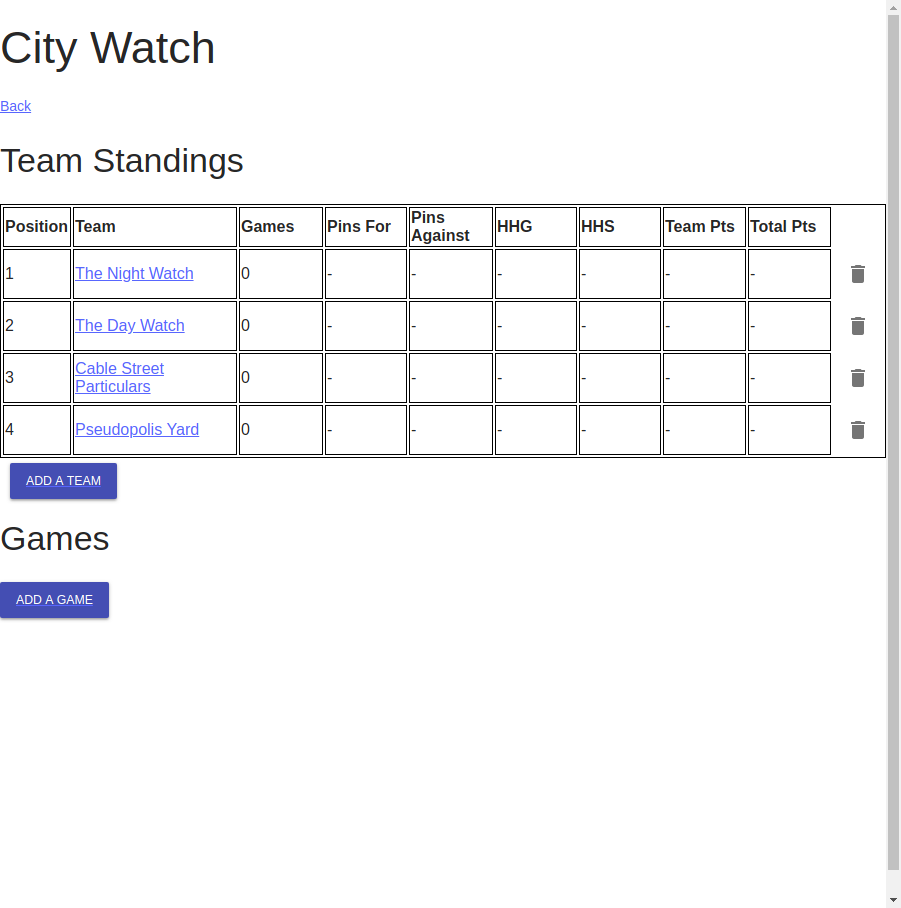 City Watch
Back
Team Standings
Position Team Games Pins For Pins Against HHG HHS Team Pts Total Pts
1 The Night Watch 0 - - - - - -
2 The Day Watch 0 - - - - - -
3 Cable Street Particulars 0 - - - - - -
4 Pseudopolis Yard 0 - - - - - -
ADD A TEAM
Games
ADD A GAME